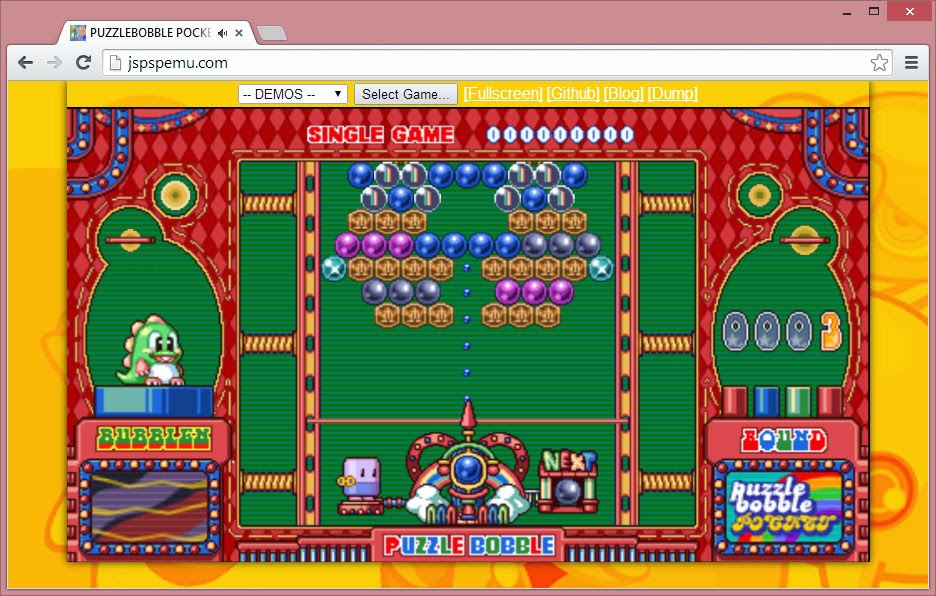 PUZZLEBOBBLE POCKE
jspspemu.com
-- DEMOS -- Select Game... [Fullscreen] [Github] [Blog] [Dump]
SINGLE GAME 000000000
0003
BUBBLEN
ROUND
NEXT
Puzzle
bobble
POCKET
PUZZLE BOBBLE